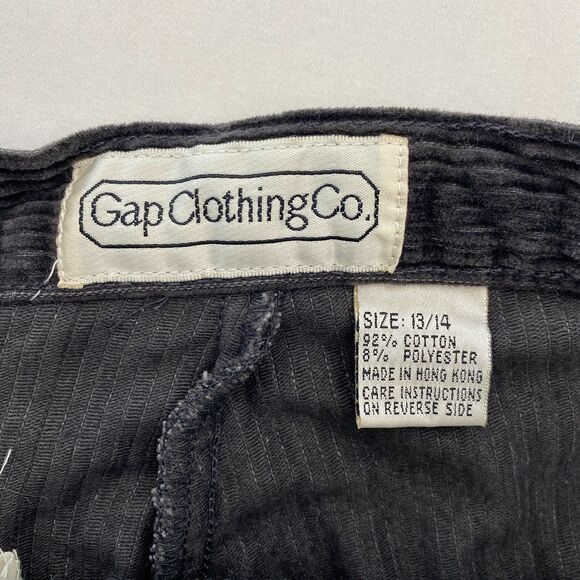 Gap Clothing Co.
SIZE: 13/14
92% COTTON
8% POLYESTER
MADE IN HONG KONG
CARE INSTRUCTIONS
ON REVERSE SIDE